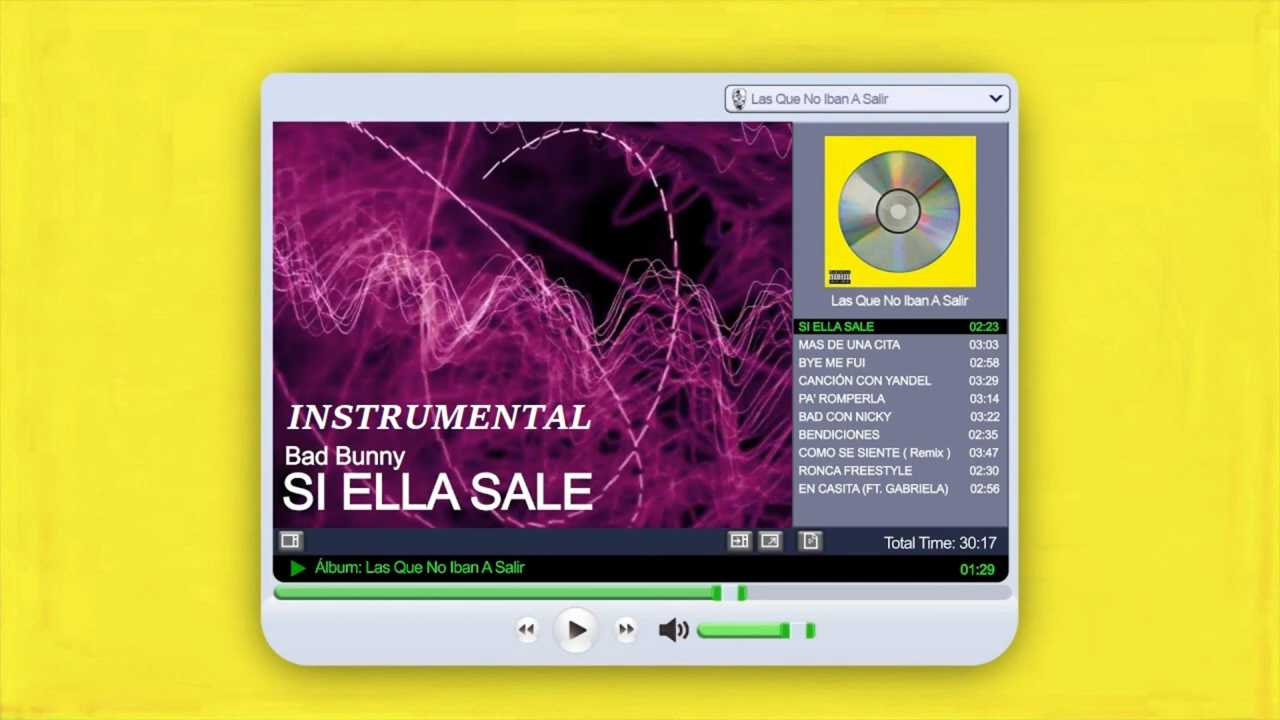 Las Que No Iban A Salir
INSTRUMENTAL
Bad Bunny
SI ELLA SALE
Las Que No Iban A Salir
SI ELLA SALE 02:23
MAS DE UNA CITA 03:03
BYE ME FUI 02:58
CANCIÓN CON YANDEL 03:29
PA' ROMPERLA 03:14
BAD CON NICKY 03:22
BENDICIONES 02:35
COMO SE SIENTE ( Remix ) 03:47
RONCA FREESTYLE 02:30
EN CASITA (FT. GABRIELA) 02:56
Total Time: 30:17
Álbum: Las Que No Iban A Salir 01:29